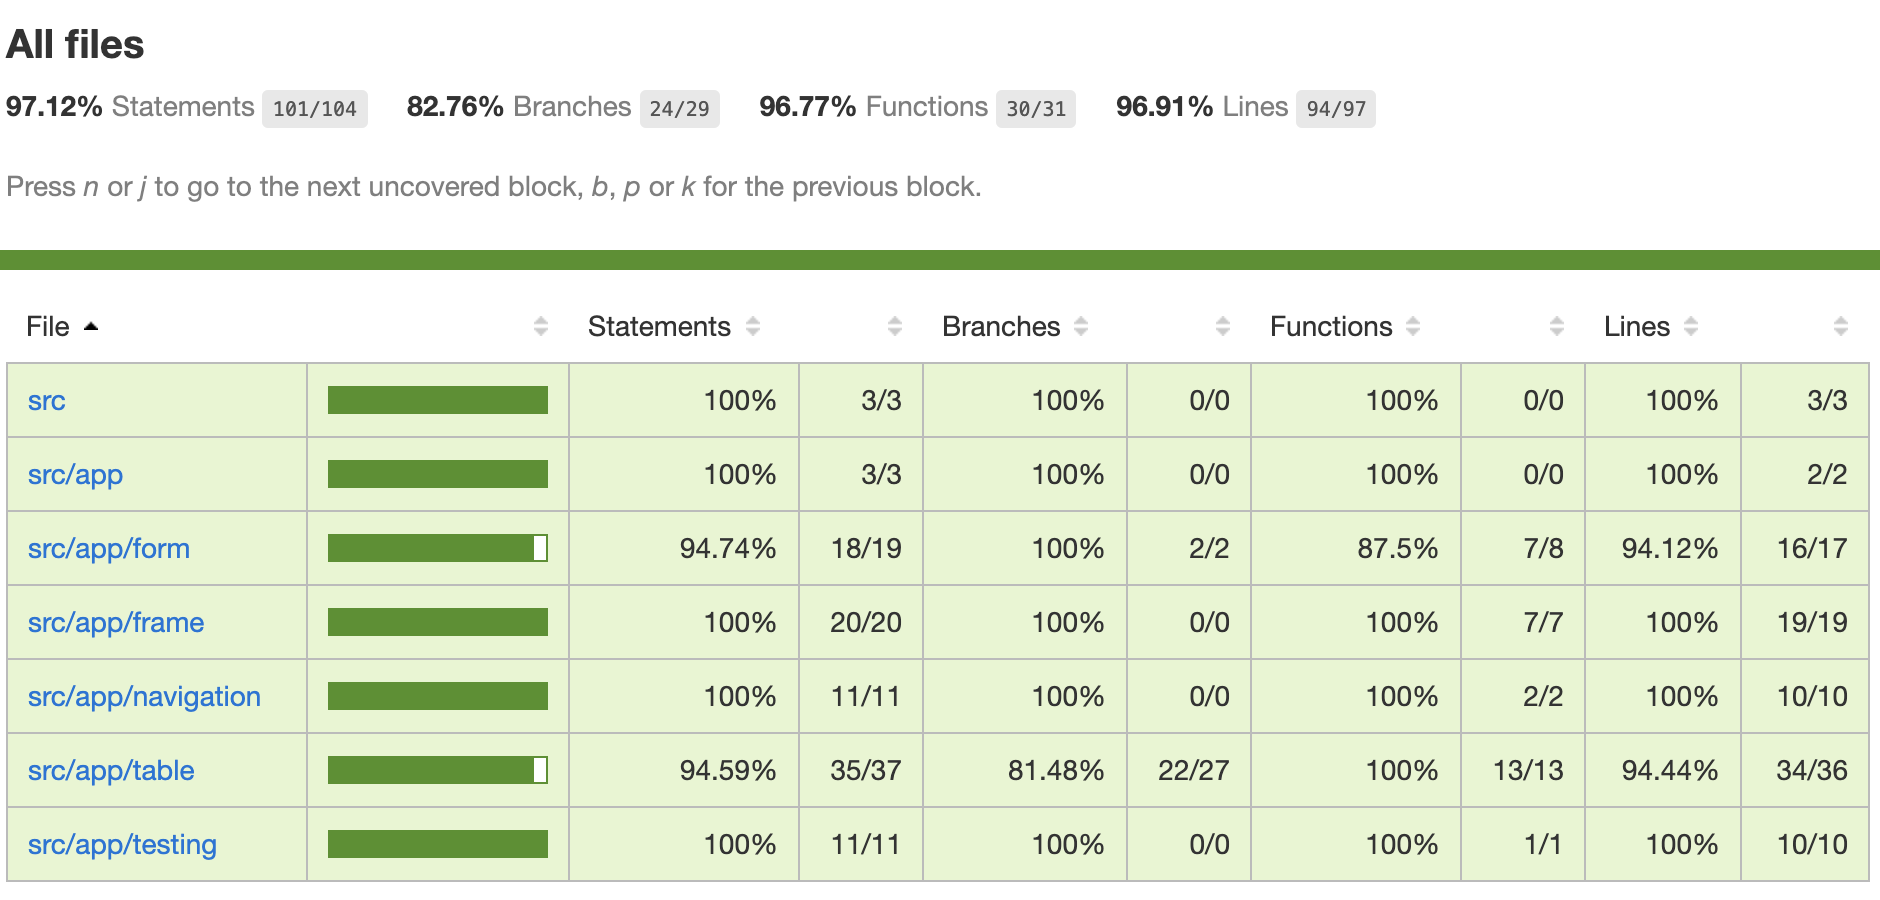 All files
97.12% Statements 101/104 82.76% Branches 24/29 96.77% Functions 30/31 96.91% Lines 94/97
Press n or j to go to the next uncovered block, b, p or k for the previous block.
File Statements Branches Functions Lines
src 100% 3/3 100% 0/0 100% 0/0 100% 3/3
src/app 100% 3/3 100% 0/0 100% 0/0 100% 2/2
src/app/form 94.74% 18/19 100% 2/2 87.5% 7/8 94.12% 16/17
src/app/frame 100% 20/20 100% 0/0 100% 7/7 100% 19/19
src/app/navigation 100% 11/11 100% 0/0 100% 2/2 100% 10/10
src/app/table 94.59% 35/37 81.48% 22/27 100% 13/13 94.44% 34/36
src/app/testing 100% 11/11 100% 0/0 100% 1/1 100% 10/10